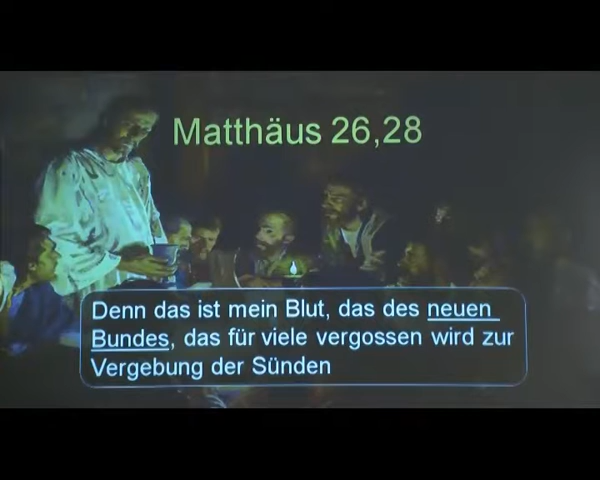 Matthäus 26,28
Denn das ist mein Blut, das des neuen
Bundes, das für viele vergossen wird zur
Vergebung der Sünden